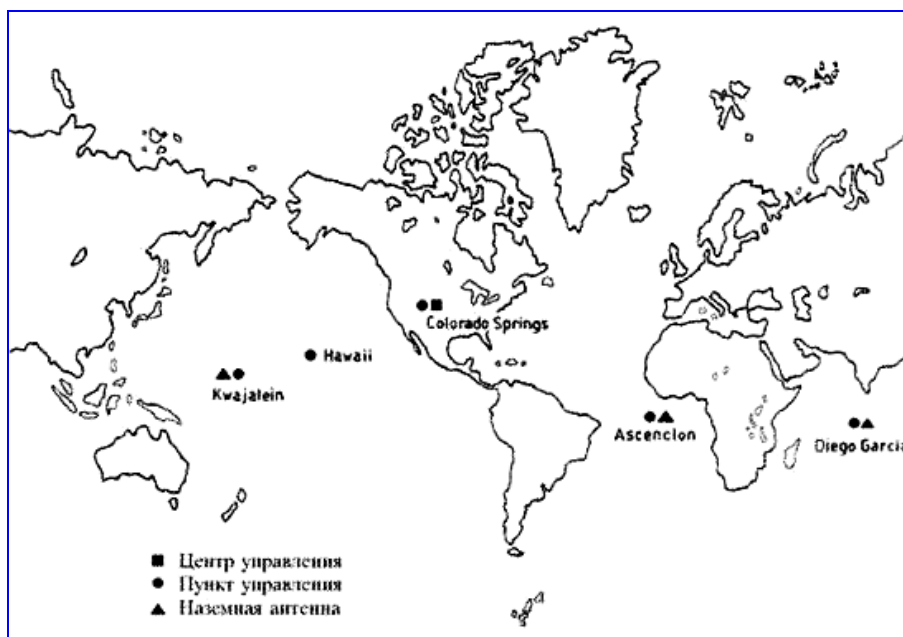 Colorado Springs
Hawaii
Kwajalein
Ascencion
Diego Garcia
Центр управления
Пункт управления
Наземная антенна